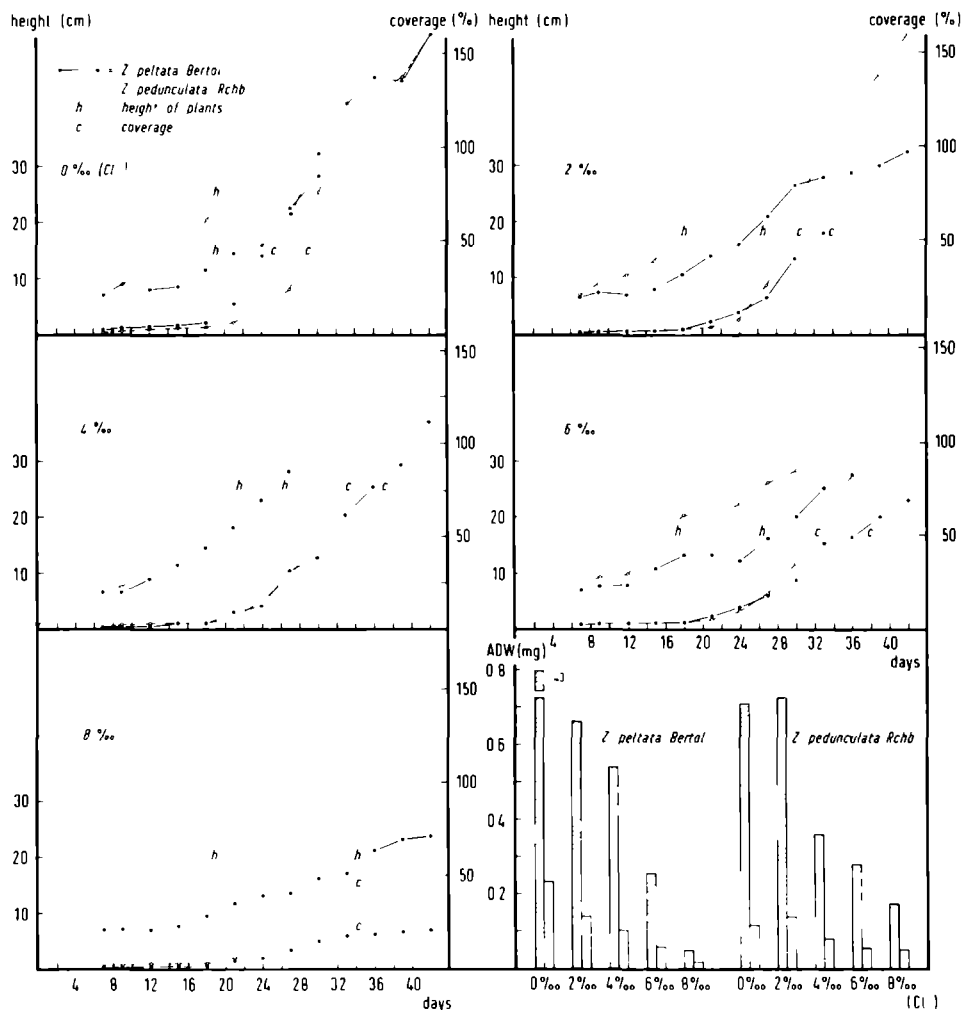 height (cm) coverage (%) height (cm) coverage (%)
Z peltata Bertol
Z pedunculata Rchb
h height of plants
c coverage
150
150
100
100
50
50
30
20
10
30
20
10
0 ‰ (Cl⁻)
2 ‰
h
h
c
c
h
h
c
c
4 ‰
6 ‰
150
150
100
100
50
50
30
20
10
30
20
10
h
h
c
c
h
h
c
c
4 8 12 16 20 24 28 32 36 40
days
8 ‰
150
100
50
30
20
10
h
h
c
c
4 8 12 16 20 24 28 32 36 40
days
ADW (mg)
0.8
0.6
0.4
0.2
Z peltata Bertol
Z pedunculata Rchb
0‰ 2‰ 4‰ 6‰ 8‰ 0‰ 2‰ 4‰ 6‰ 8‰
(Cl⁻)